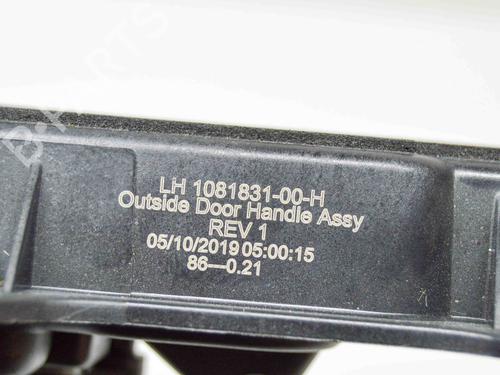 LH 1081831-00-H
Outside Door Handle Assy
REV 1
05/10/2019 05:00:15
86—0.21